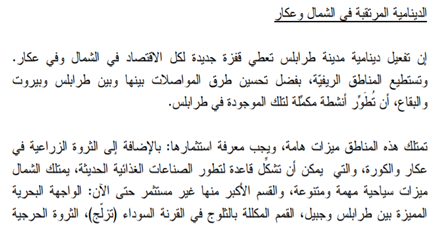 الدينامية المرتقبة في الشمال وعكار
إن تفعيل دينامية مدينة طرابلس تعطي قفزة جديدة لكل الاقتصاد في الشمال وفي عكار.
وتستطيع المناطق الريفيّة، بفضل تحسين طرق المواصلات بينها وبين طرابلس وبيروت
والبقاع، أن تُطَوِّر أنشطة مكمِّلة لتلك الموجودة في طرابلس.
تمتلك هذه المناطق ميزات هامة، ويجب معرفة استثمارها: بالإضافة إلى الثروة الزراعية في
عكار والكورة، والتي يمكن أن تشكِّل قاعدة لتطور الصناعات الغذائية الحديثة، يمتلك الشمال
ميزات سياحية مهمة ومتنوعة، والقسم الأكبر منها غير مستثمر حتى الآن: الواجهة البحرية
المميزة بين طرابلس وجبيل، القمم المكللة بالثلوج في القرنة السوداء (تزلّج)، الثروة الحرجية